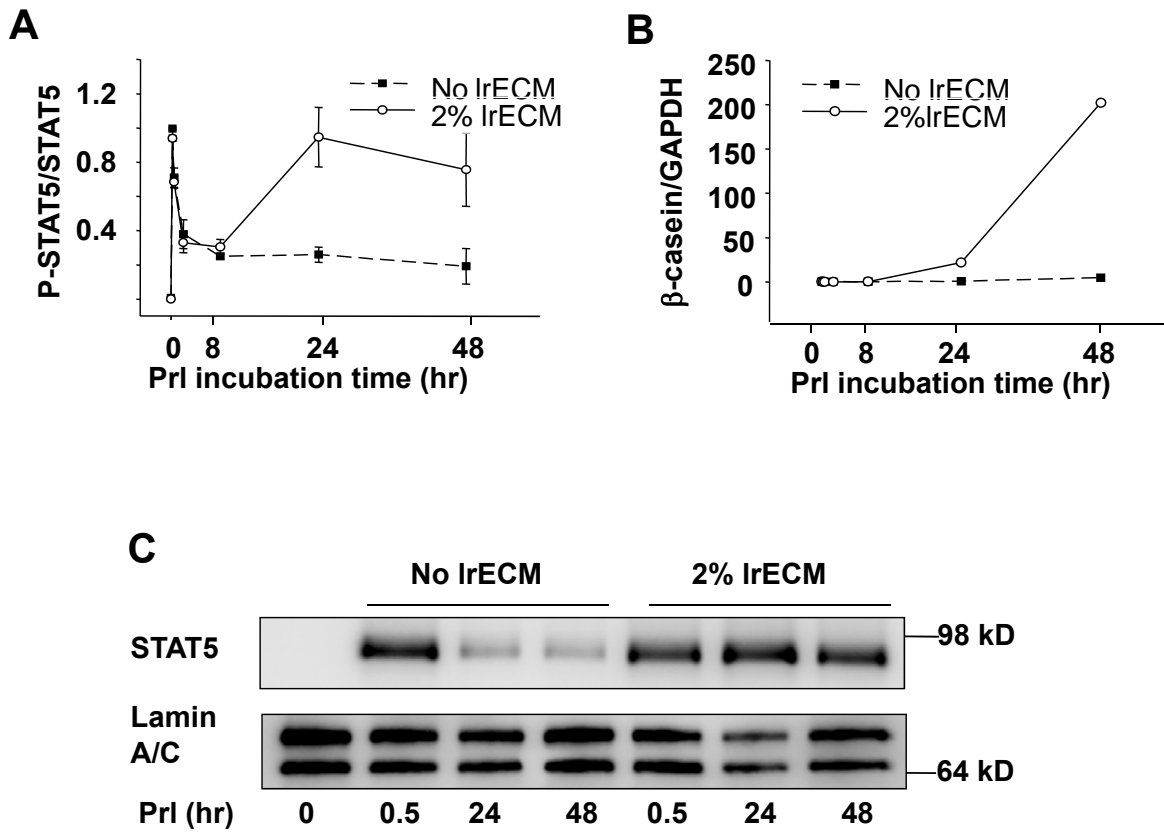 A
P-STAT5/STAT5
1.2
0.8
0.4
No lrECM
2% lrECM
0 8 24 48
Prl incubation time (hr)
B
β-casein/GAPDH
250
200
150
100
50
0
No lrECM
2%lrECM
0 8 24 48
Prl incubation time (hr)
C
No lrECM 2% lrECM
STAT5
98 kD
Lamin
A/C
64 kD
Prl (hr) 0 0.5 24 48 0.5 24 48